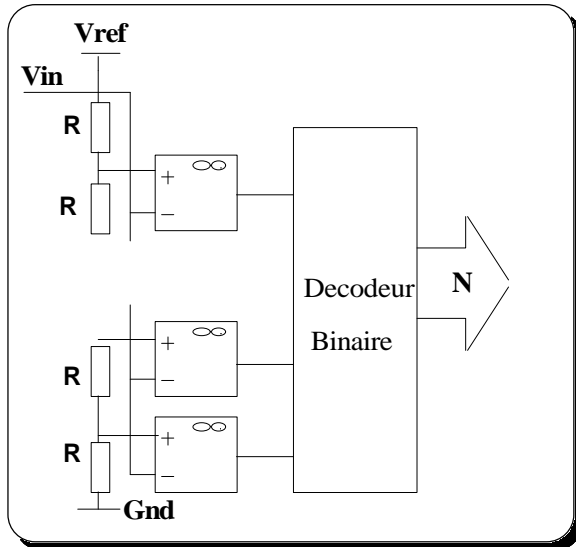 Vref
Vin
R
∞
+
R
−
Decodeur
N
∞
+
Binaire
R
−
∞
R
+
−
Gnd